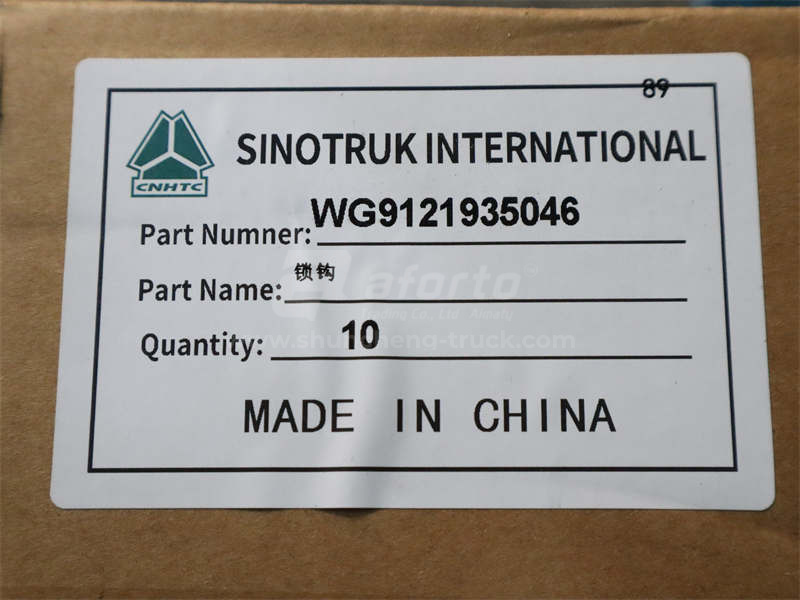 89
CNHTC
SINOTRUK INTERNATIONAL
Part Numner: WG9121935046
Part Name: 锁钩
Quantity: 10
MADE IN CHINA